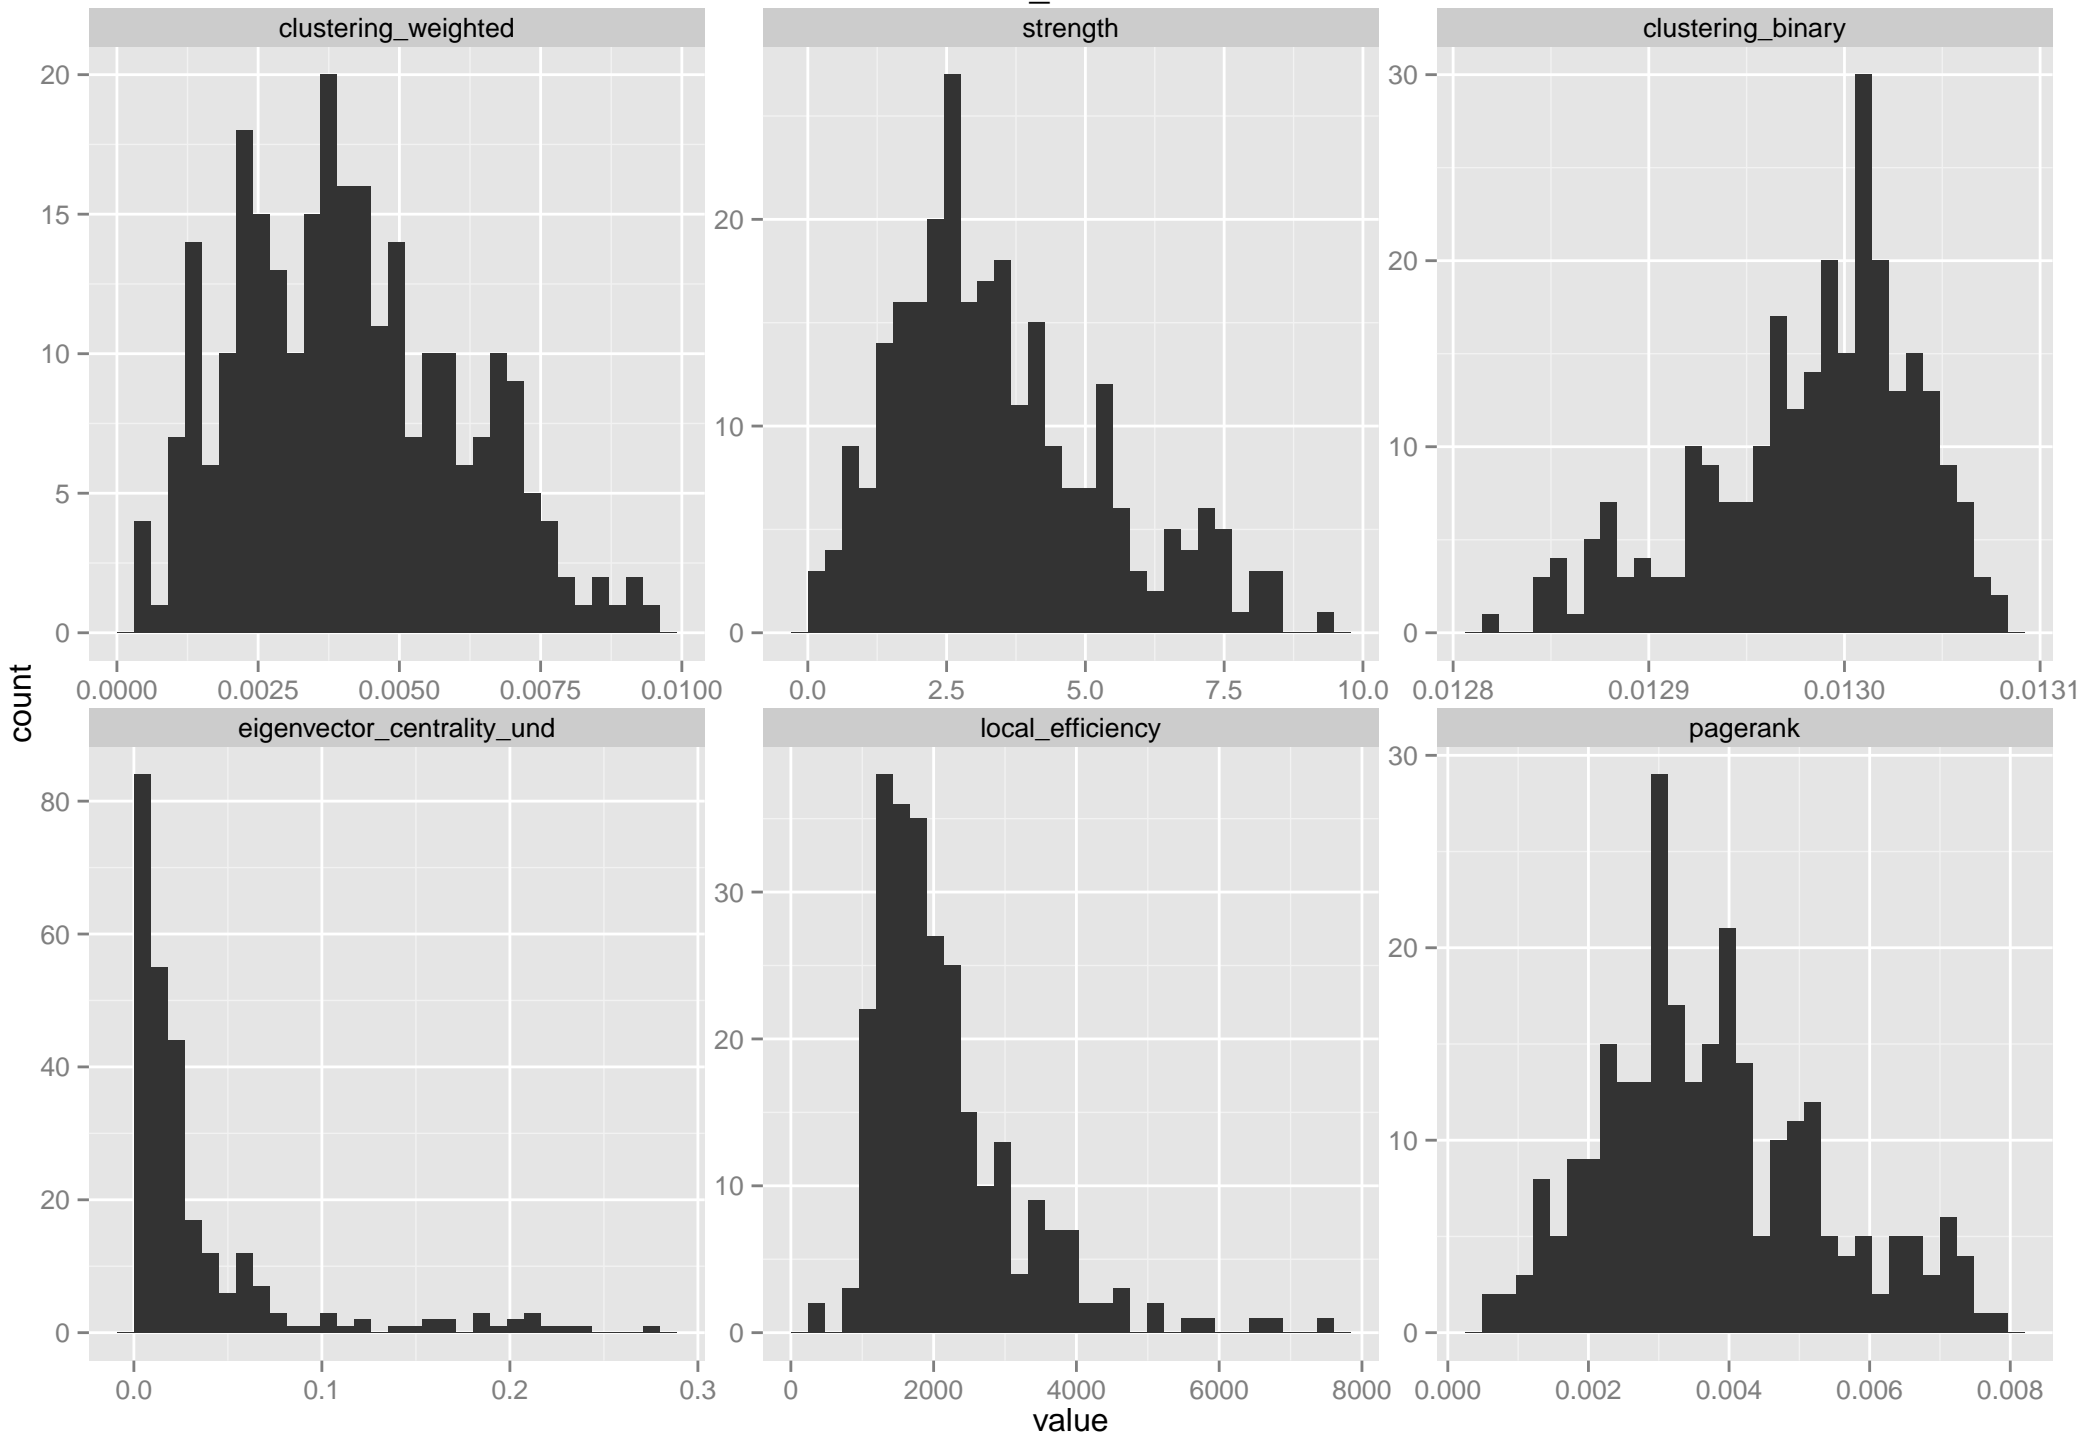 clustering_weighted
strength
clustering_binary
20
15
10
5
0
20
10
0
30
20
10
0
0.0000 0.0025 0.0050 0.0075 0.0100
0.0 2.5 5.0 7.5 10.0
0.0128 0.0129 0.0130 0.0131
count
eigenvector_centrality_und
local_efficiency
pagerank
80
60
40
20
0
30
20
10
0
30
20
10
0
0.0 0.1 0.2 0.3
0 2000 4000 6000 8000
0.000 0.002 0.004 0.006 0.008
value